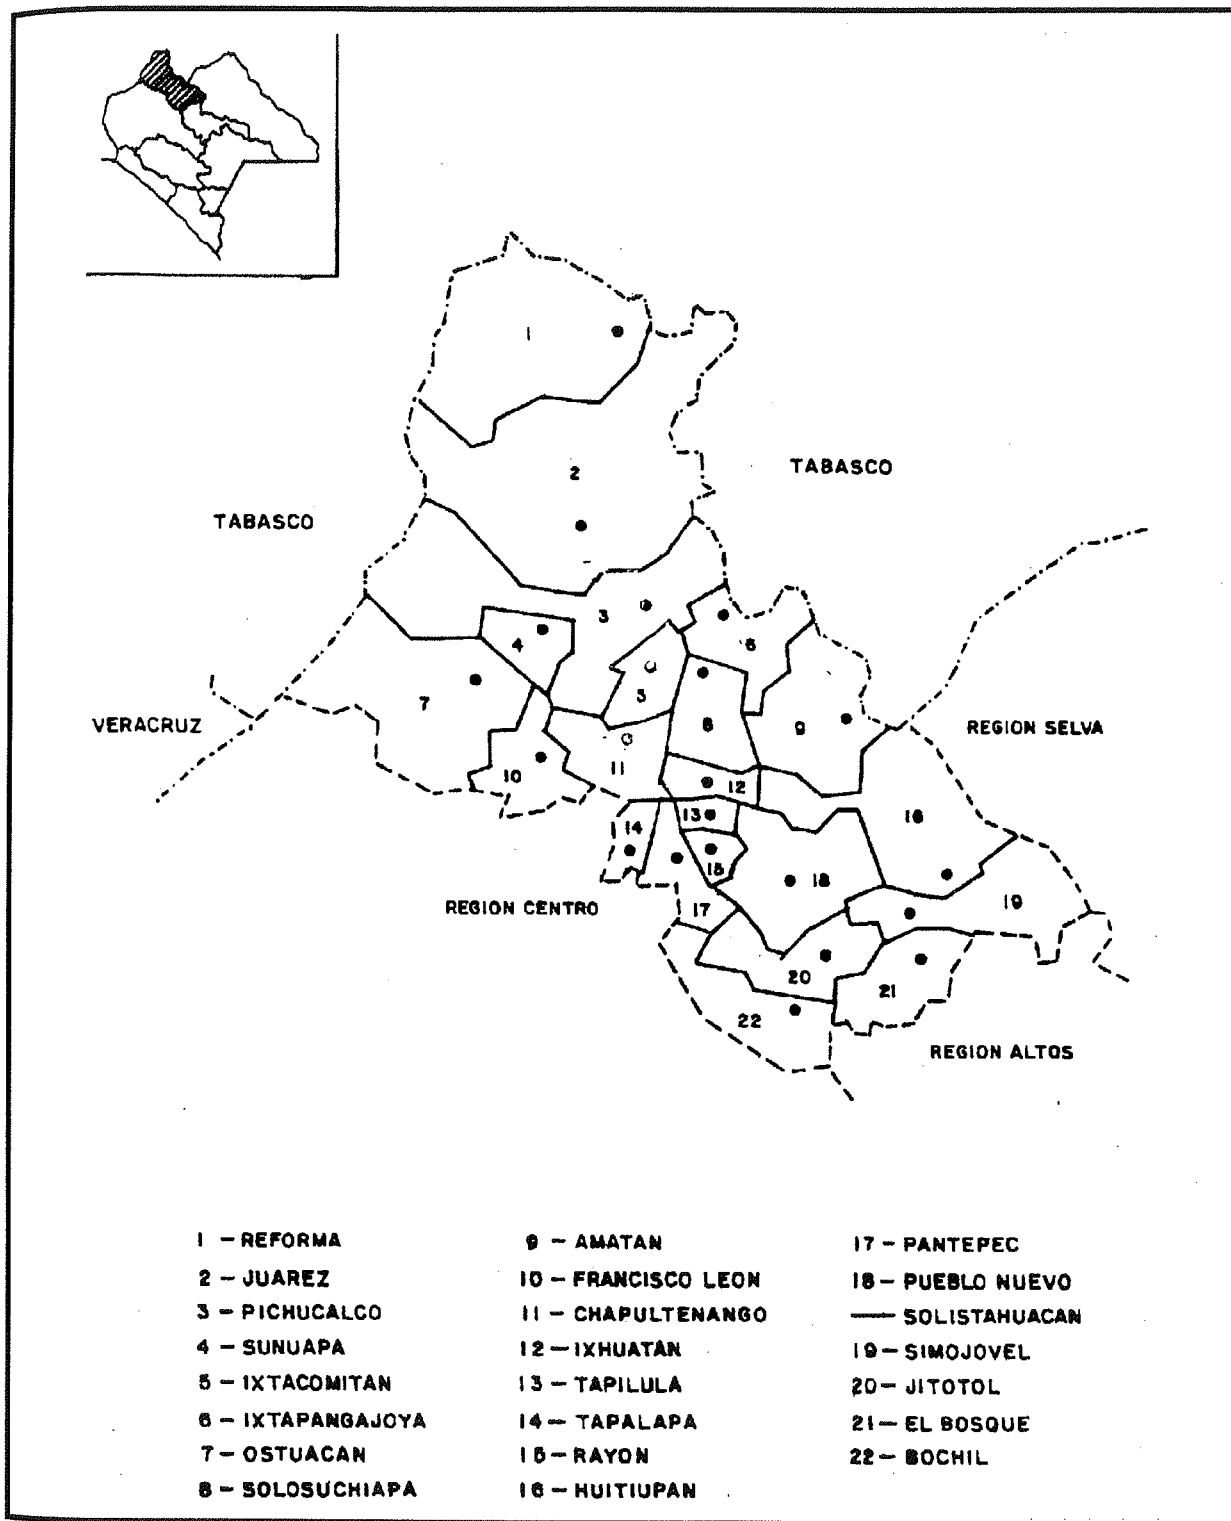 1
2
TABASCO
TABASCO
3
4
6
5
7
VERACRUZ
8
9
REGION SELVA
10
11
12
13
14
16
15
18
REGION CENTRO
17
19
20
21
22
REGION ALTOS
1 - REFORMA
2 - JUAREZ
3 - PICHUCALCO
4 - SUNUAPA
5 - IXTACOMITAN
6 - IXTAPANGAJOYA
7 - OSTUACAN
8 - SOLOSUCHIAPA
9 - AMATAN
10 - FRANCISCO LEON
11 - CHAPULTENANGO
12 - IXHUATAN
13 - TAPILULA
14 - TAPALAPA
15 - RAYON
16 - HUITIUPAN
17 - PANTEPEC
18 - PUEBLO NUEVO
— SOLISTAHUACAN
19 - SIMOJOVEL
20 - JITOTOL
21 - EL BOSQUE
22 - BOCHIL